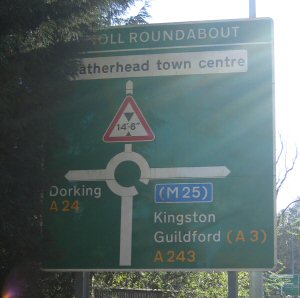 OLL ROUNDABOUT
atherhead town centre
14'-6"
Dorking
A 24
(M 25)
Kingston
Guildford (A 3)
A 243